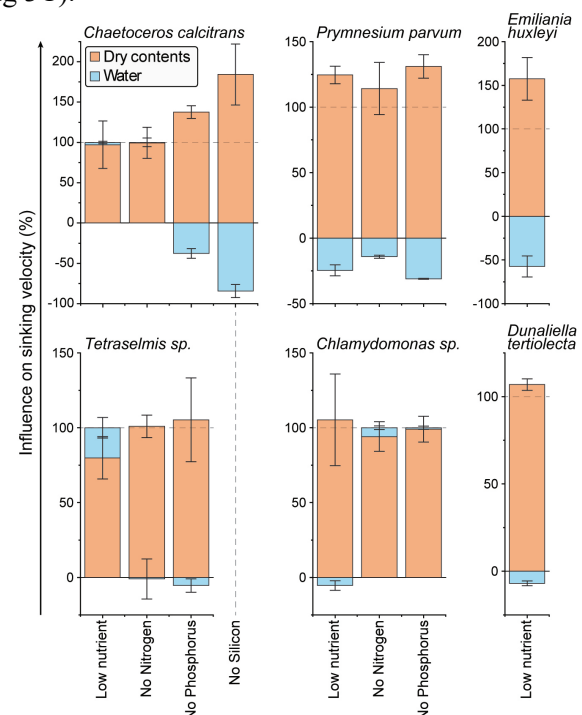 Chaetoceros calcitrans
Prymnesium parvum
Emiliania
huxleyi
Dry contents
Water
200
150
100
50
0
-50
-100
150
100
50
0
-50
200
150
100
50
0
-50
-100
Influence on sinking velocity (%)
Tetraselmis sp.
Chlamydomonas sp.
Dunaliella
tertiolecta
150
100
50
0
150
100
50
0
100
50
0
Low nutrient
No Nitrogen
No Phosphorus
No Silicon
Low nutrient
No Nitrogen
No Phosphorus
Low nutrient